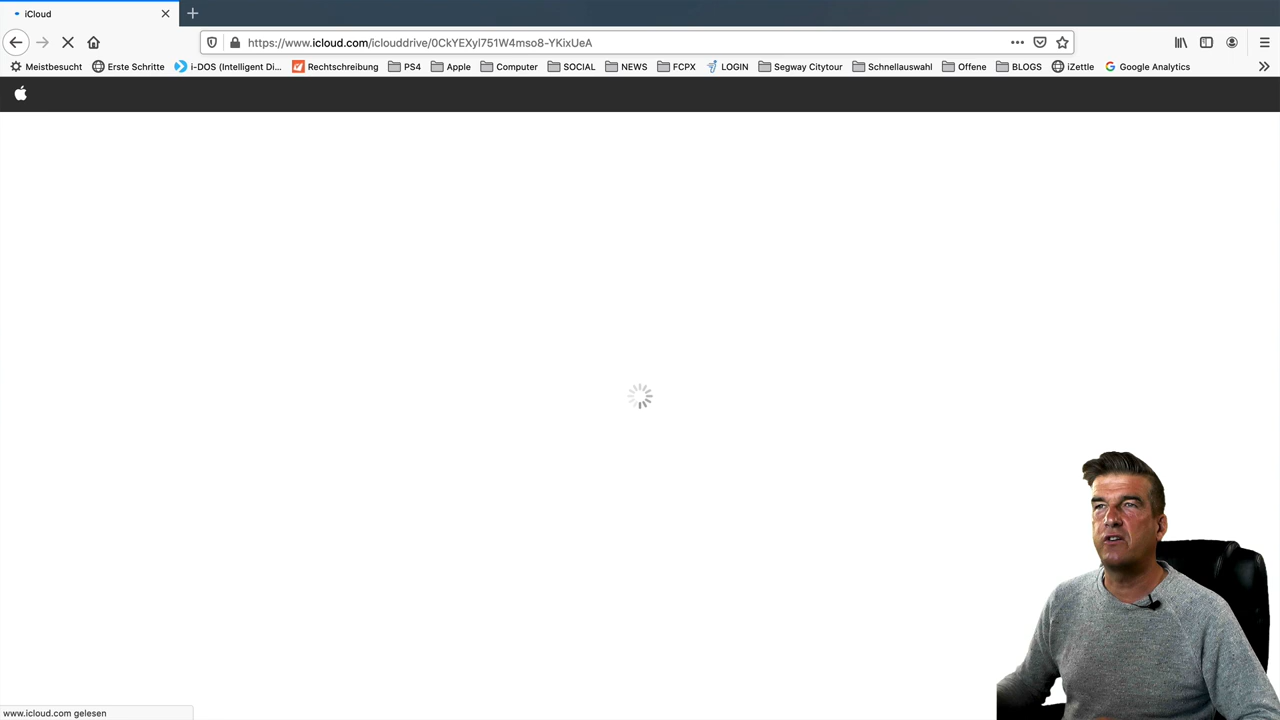 iCloud
https://www.icloud.com/iclouddrive/0CkYEXyl751W4mso8-YKixUeA
Meistbesucht Erste Schritte i-DOS (Intelligent Di... Rechtschreibung PS4 Apple Computer SOCIAL NEWS FCPX LOGIN Segway Citytour Schnellauswahl Offene BLOGS iZettle Google Analytics
www.icloud.com gelesen